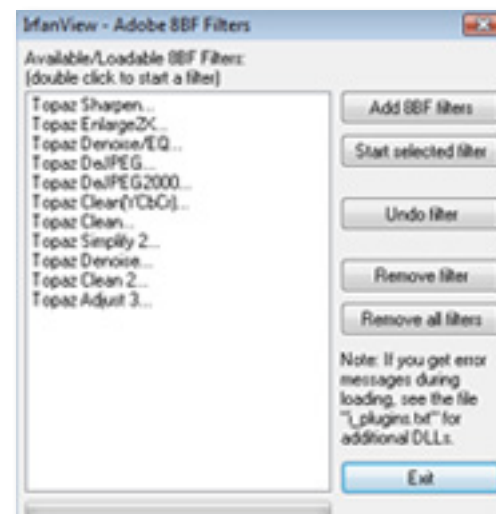 IrfanView - Adobe 8BF Filters
Available/Loadable 8BF Filters:
(double click to start a filter)
Topaz Sharpen...
Topaz Enlarge2X...
Topaz Denoise/EQ...
Topaz DeJPEG...
Topaz DeJPEG2000...
Topaz Clean(YCbCr)...
Topaz Clean...
Topaz Simplify 2...
Topaz Denoise...
Topaz Clean 2...
Topaz Adjust 3...
Add 8BF filters
Start selected filter
Undo filter
Remove filter
Remove all filters
Note: If you get error
messages during
loading, see the file
"i_plugins.txt" for
additional DLLs.
Exit